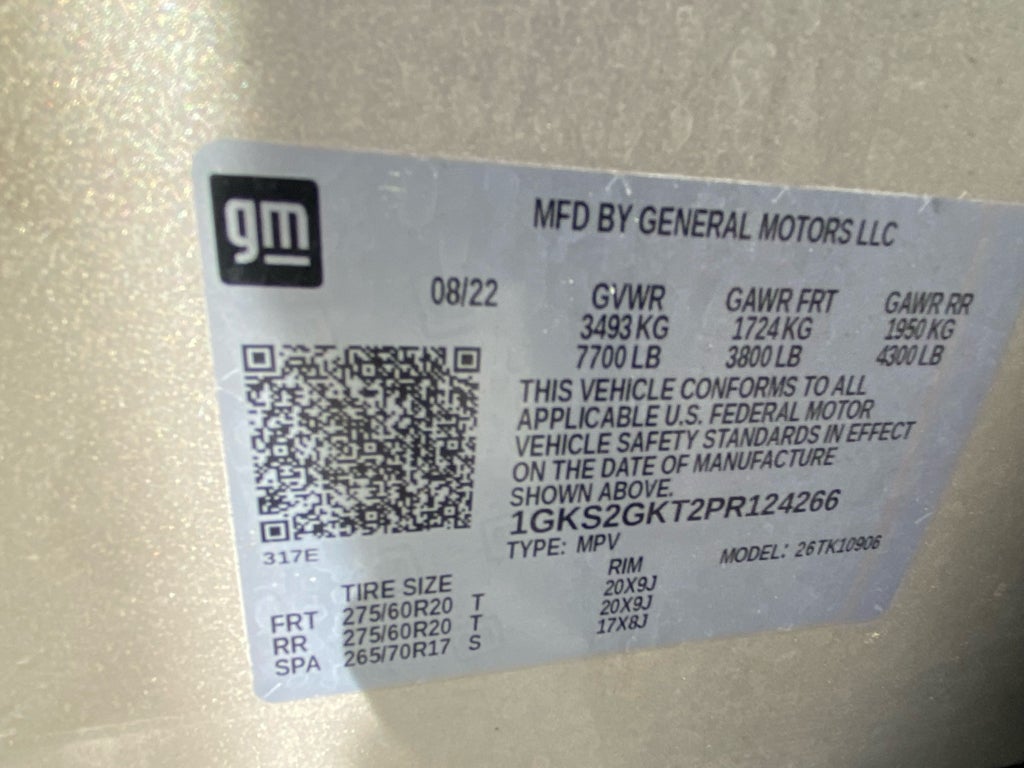 gm
MFD BY GENERAL MOTORS LLC
08/22 GVWR GAWR FRT GAWR RR
3493 KG 1724 KG 1950 KG
7700 LB 3800 LB 4300 LB
THIS VEHICLE CONFORMS TO ALL
APPLICABLE U.S. FEDERAL MOTOR
VEHICLE SAFETY STANDARDS IN EFFECT
ON THE DATE OF MANUFACTURE
SHOWN ABOVE.
1GKS2GKT2PR124266
317E
TYPE: MPV MODEL: 26TK10906
TIRE SIZE RIM
FRT 275/60R20 T 20X9J
RR 275/60R20 T 20X9J
SPA 265/70R17 S 17X8J